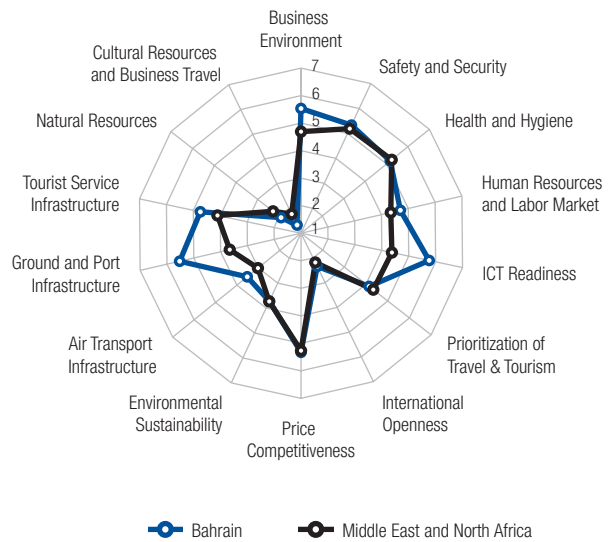 Business
Environment
Cultural Resources
and Business Travel
Safety and Security
Natural Resources
Health and Hygiene
Tourist Service
Infrastructure
Human Resources
and Labor Market
Ground and Port
Infrastructure
ICT Readiness
Air Transport
Infrastructure
Prioritization of
Travel & Tourism
Environmental
Sustainability
International
Openness
Price
Competitiveness
7
6
5
4
3
2
1
Bahrain
Middle East and North Africa